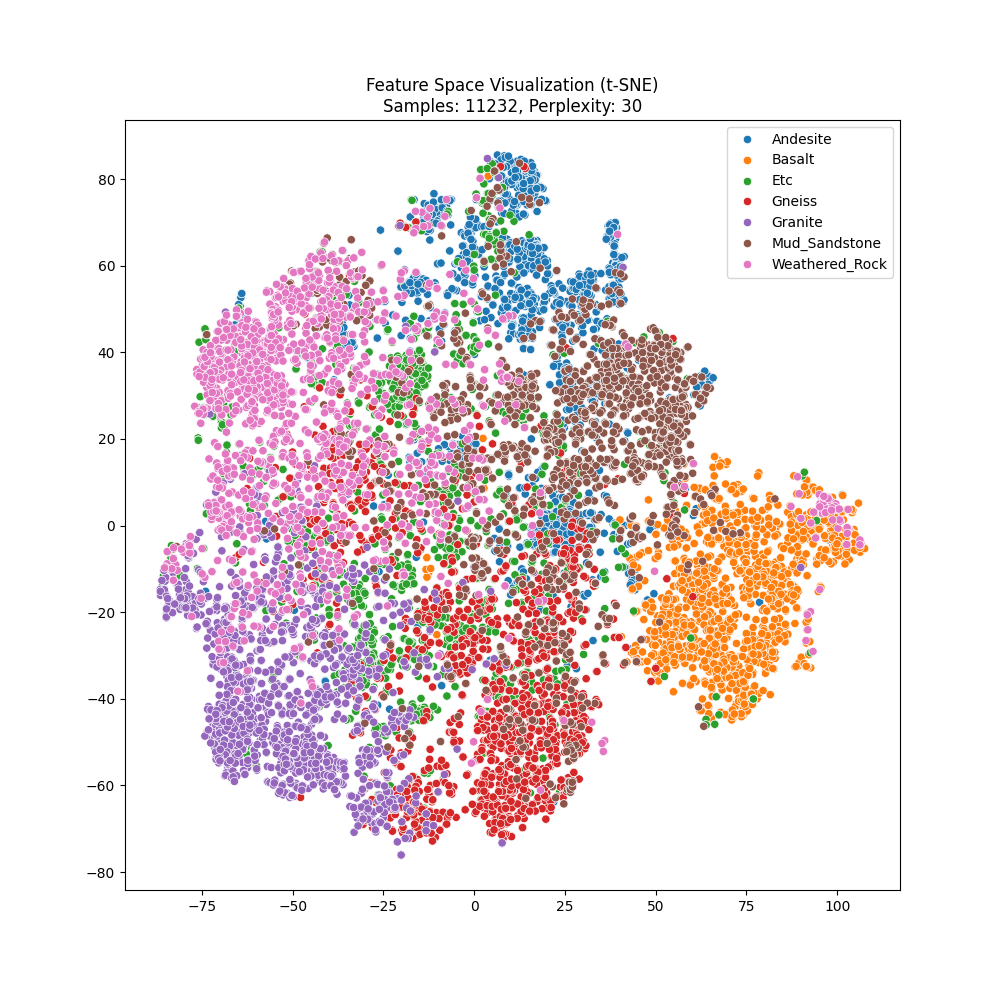 Feature Space Visualization (t-SNE)
Samples: 11232, Perplexity: 30
Andesite
Basalt
Etc
Gneiss
Granite
Mud_Sandstone
Weathered_Rock
80
60
40
20
0
−20
−40
−60
−80
−75
−50
−25
0
25
50
75
100